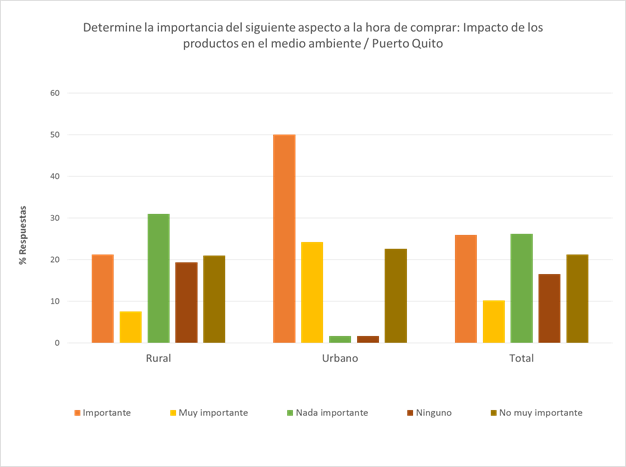 Determine la importancia del siguiente aspecto a la hora de comprar: Impacto de los
productos en el medio ambiente / Puerto Quito
60
50
40
30
20
10
0
% Respuestas
Rural Urbano Total
Importante Muy importante Nada importante Ninguno No muy importante